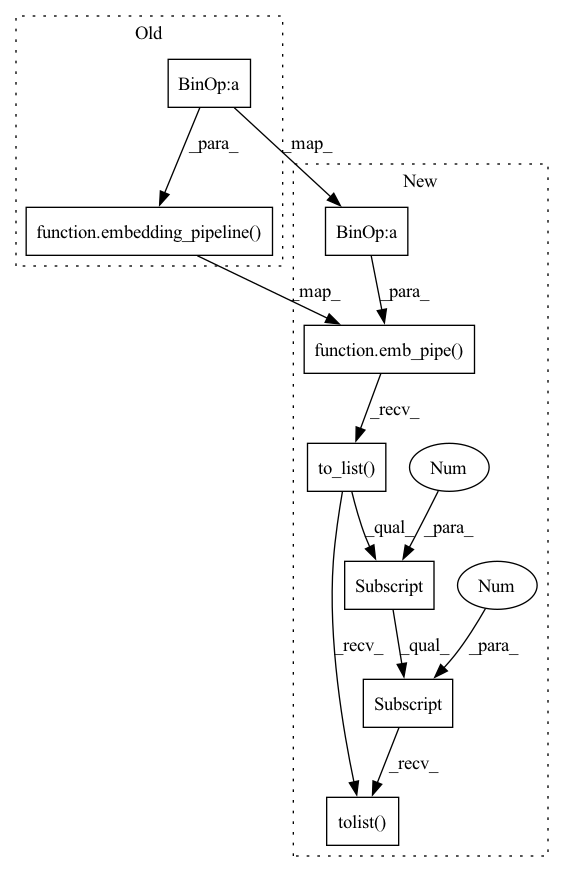 Old
BinOp:a
_para_
_map_
New
function.embedding_pipeline()
BinOp:a
_map_
_para_
function.emb_pipe()
_recv_
to_list()
Num
_qual_
_para_
Subscript
Num
_recv_
_qual_
_para_
Subscript
_recv_
tolist()